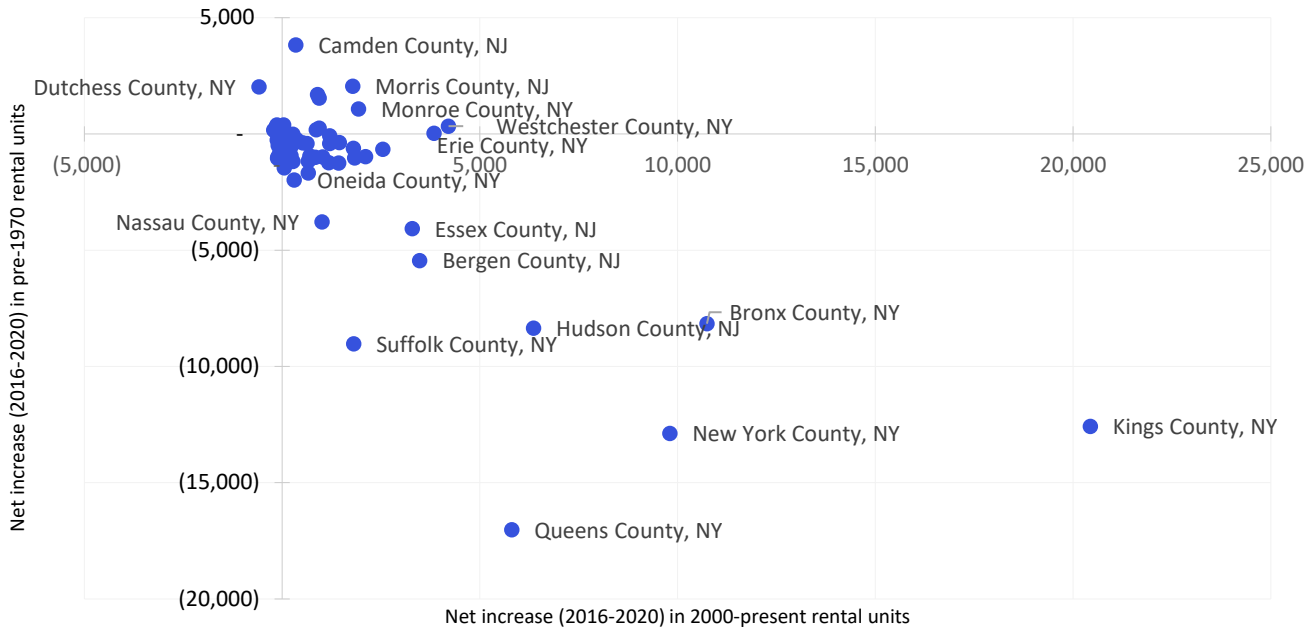 5,000
Camden County, NJ
Dutchess County, NY
Morris County, NJ
Monroe County, NY
Westchester County, NY
-
Erie County, NY
(5,000)
5,000
10,000
15,000
20,000
25,000
Oneida County, NY
Nassau County, NY
Essex County, NJ
(5,000)
Bergen County, NJ
Bronx County, NY
Hudson County, NJ
Suffolk County, NY
(10,000)
Kings County, NY
New York County, NY
(15,000)
Queens County, NY
(20,000)
Net increase (2016-2020) in pre-1970 rental units
Net increase (2016-2020) in 2000-present rental units